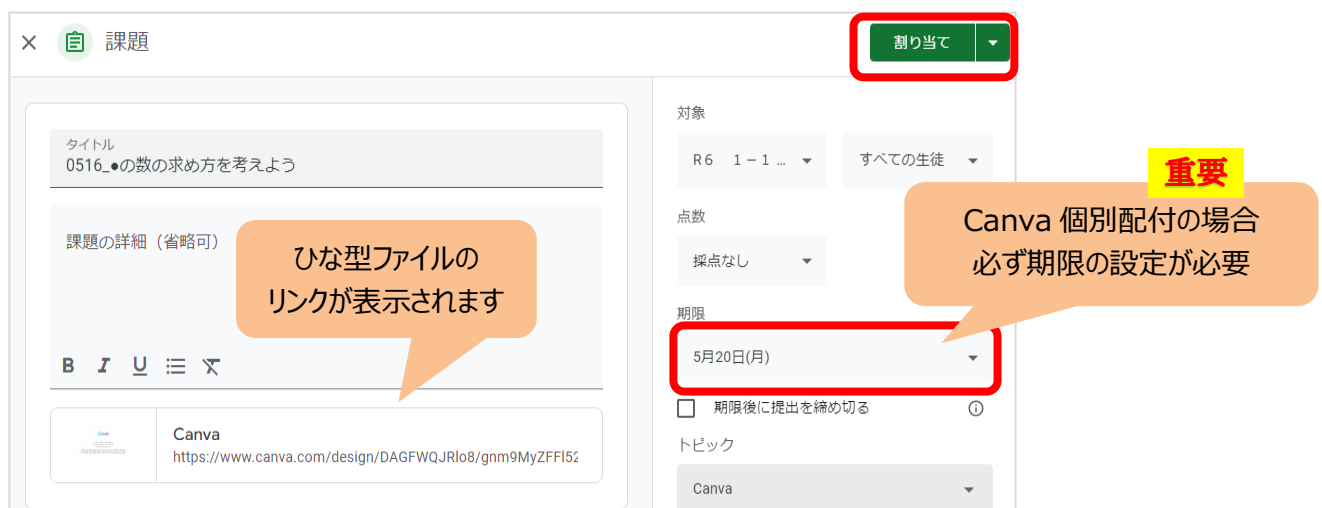 課題
割り当て
タイトル
0516_●の数の求め方を考えよう
課題の詳細（省略可）
ひな型ファイルの
リンクが表示されます
B I U
Canva
https://www.canva.com/design/DAGFWQJRlo8/gnm9MyZFFl52
対象
R6　1－1 ...
すべての生徒
点数
採点なし
重要
Canva 個別配付の場合
必ず期限の設定が必要
期限
5月20日(月)
期限後に提出を締め切る
トピック
Canva